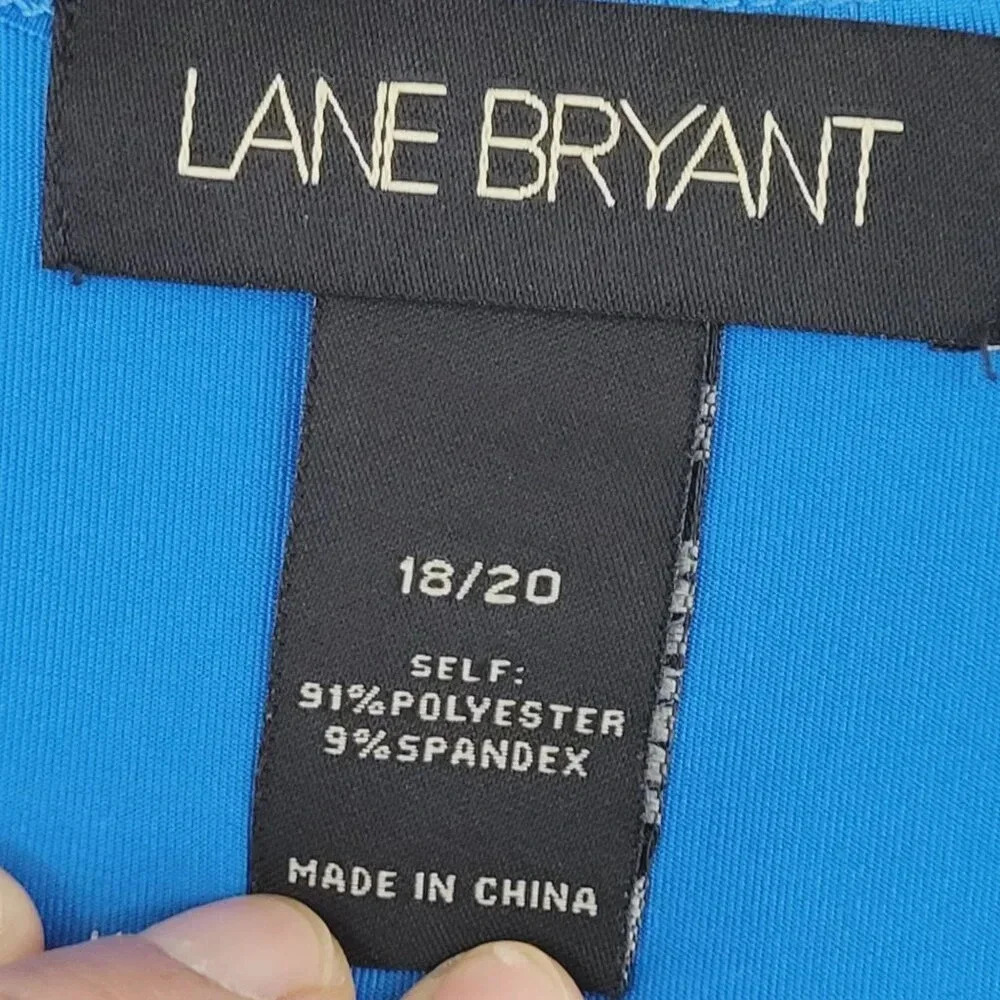 LANE BRYANT
18/20
SELF:
91%POLYESTER
9%SPANDEX
MADE IN CHINA